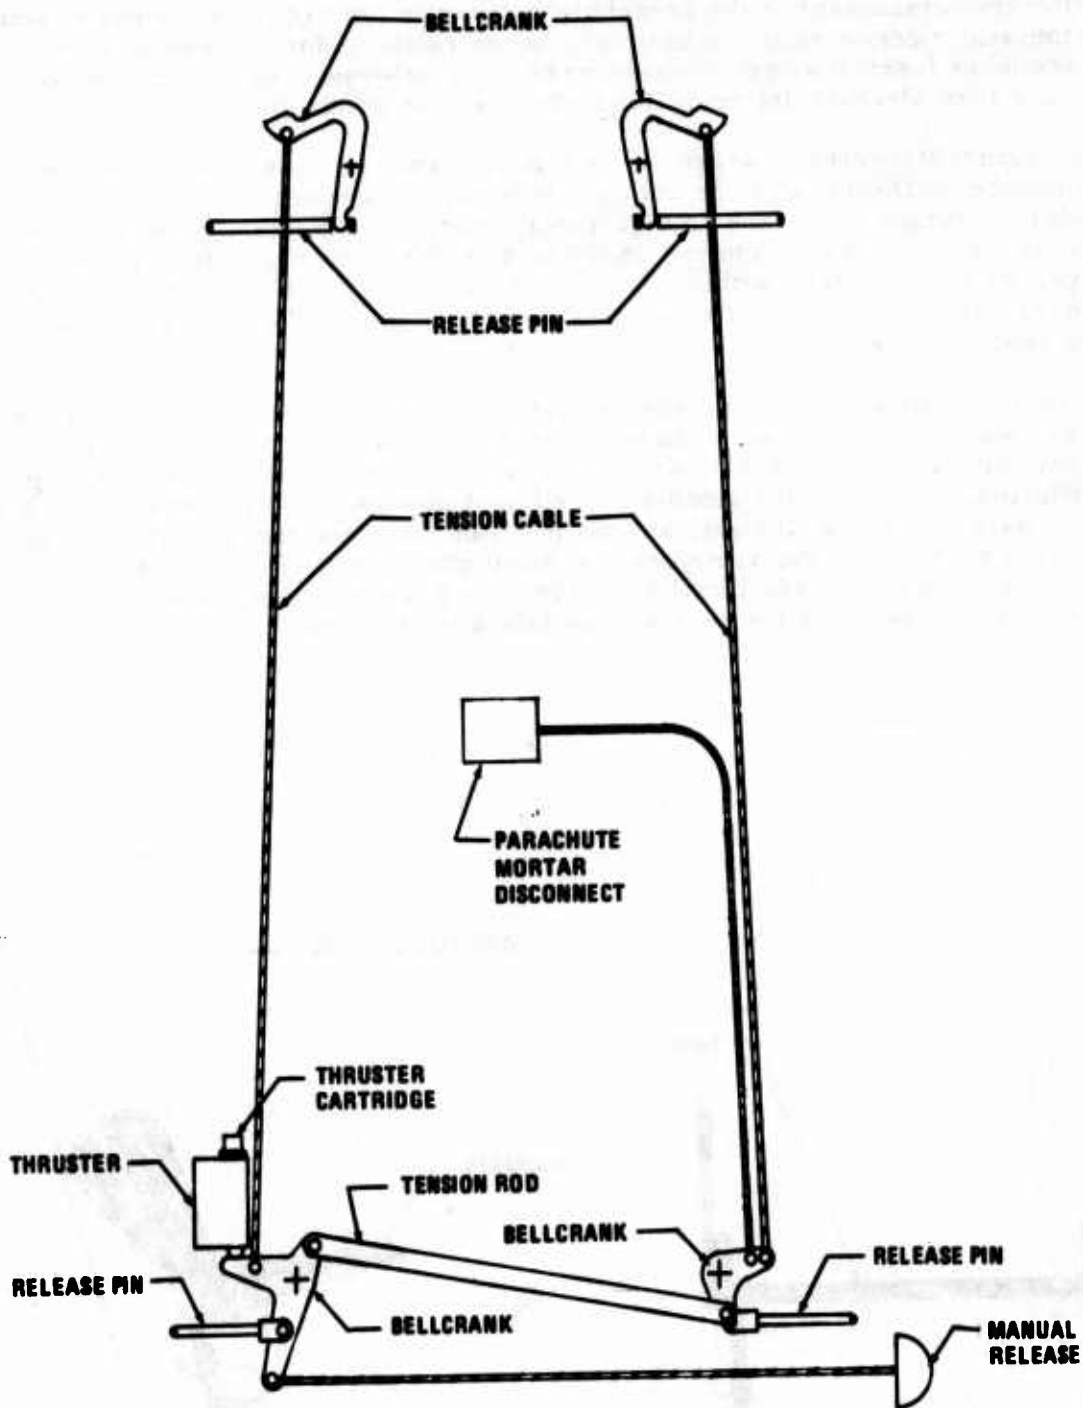 BELLCRANK
RELEASE PIN
TENSION CABLE
PARACHUTE
MORTAR
DISCONNECT
THRUSTER
CARTRIDGE
THRUSTER
TENSION ROD
BELLCRANK
RELEASE PIN
RELEASE PIN
BELLCRANK
MANUAL
RELEASE